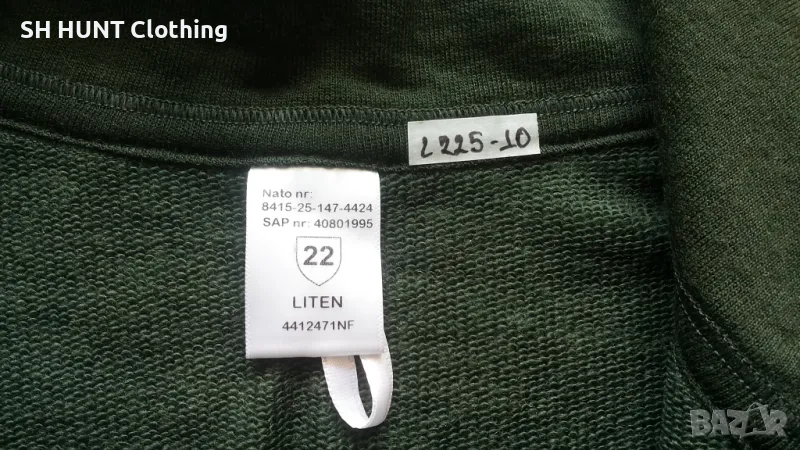 SH HUNT Clothing
L225-10
Nato nr:
8415-25-147-4424
SAP nr: 40801995
22
LITEN
4412471NF
BAZAR